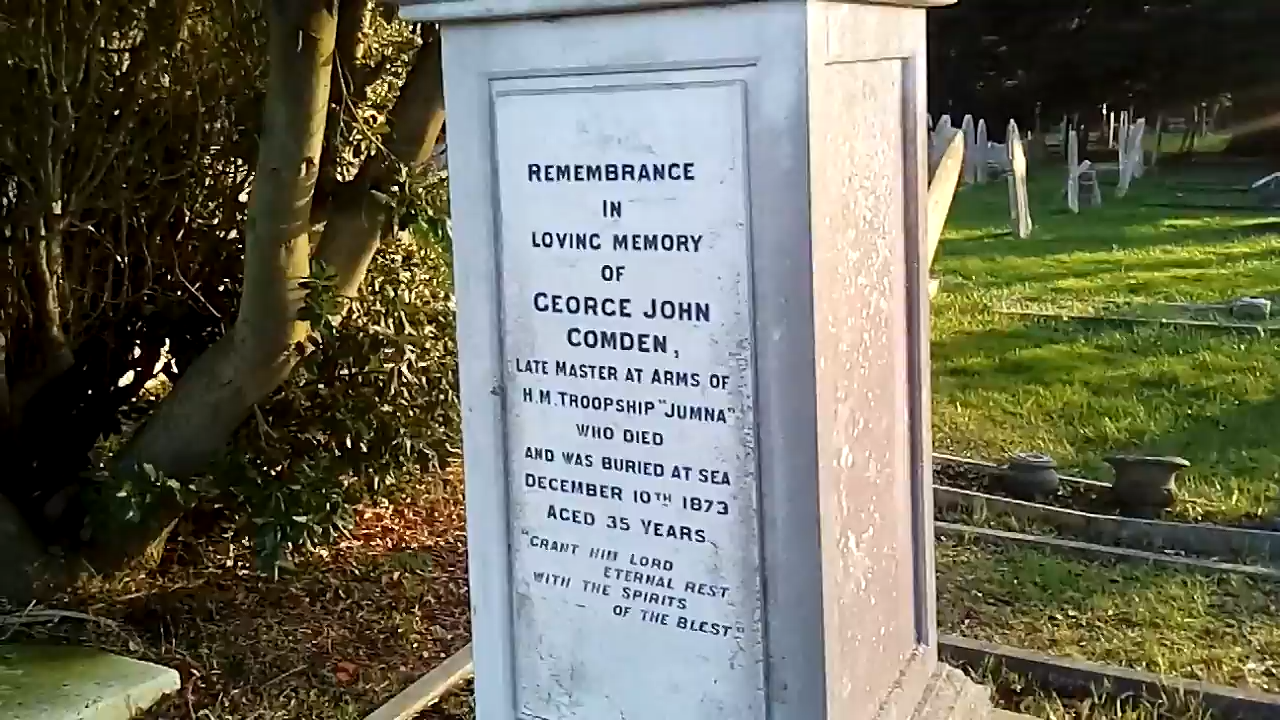 REMEMBRANCE
IN
LOVING MEMORY
OF
GEORGE JOHN
COMDEN,
LATE MASTER AT ARMS OF
H.M. TROOPSHIP "JUMNA"
WHO DIED
AND WAS BURIED AT SEA
DECEMBER 10TH 1873
AGED 35 YEARS.
"GRANT HIM LORD
ETERNAL REST
WITH THE SPIRITS
OF THE BLEST"